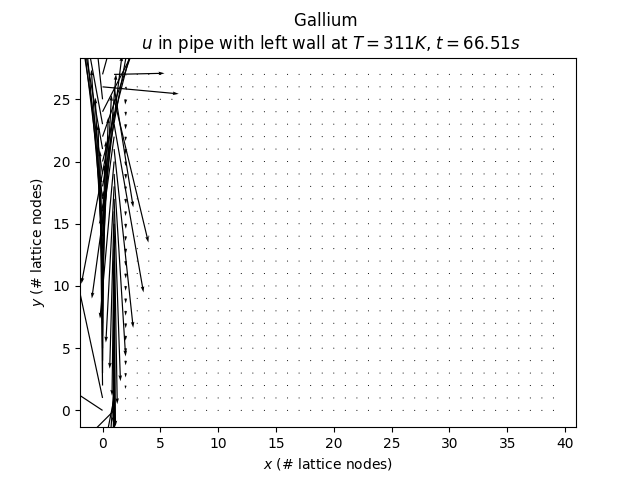 Gallium
u in pipe with left wall at T = 311K, t = 66.51s
y (# lattice nodes)
25
20
15
10
5
0
0 5 10 15 20 25 30 35 40
x (# lattice nodes)